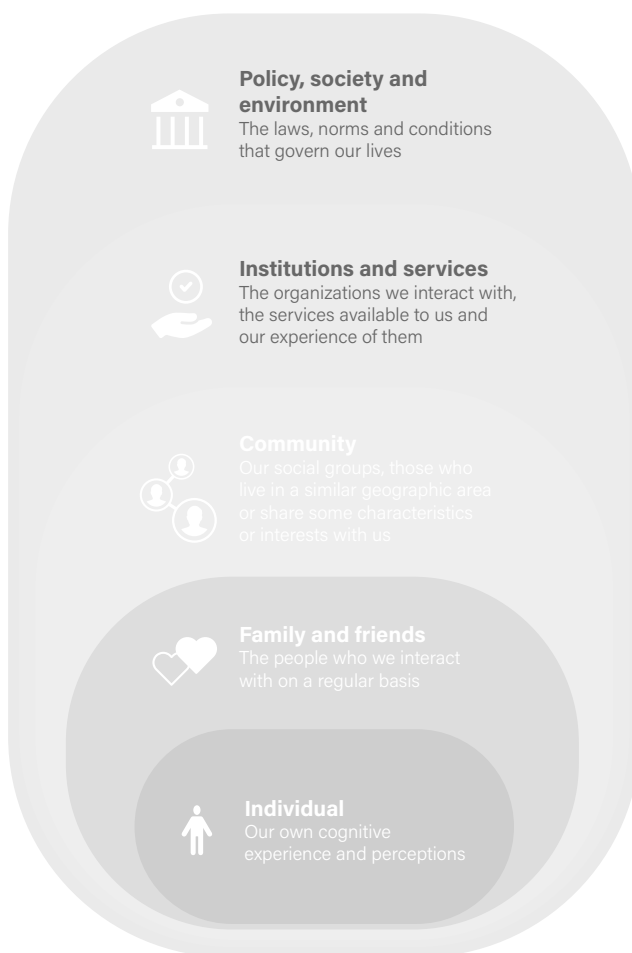 Policy, society and
environment
The laws, norms and conditions
that govern our lives
Institutions and services
The organizations we interact with,
the services available to us and
our experience of them
Community
Our social groups, those who
live in a similar geographic area
or share some characteristics
or interests with us
Family and friends
The people who we interact
with on a regular basis
Individual
Our own cognitive
experience and perceptions